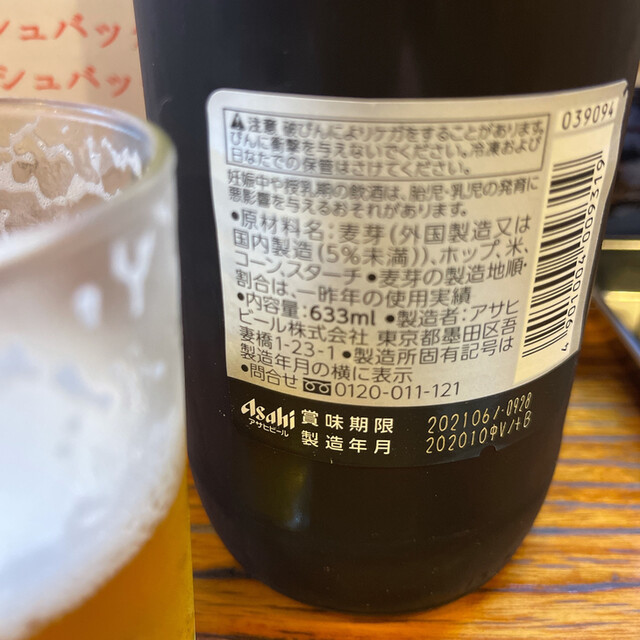 シュパッ
シュパッ
039094
注意 破びんによりケガをすることがあります。
びんに衝撃を与えないでください。冷凍および
日なたでの保管はさけてください。
妊娠中や授乳期の飲酒は、胎児・乳児の発育に
悪影響を与えるおそれがあります。
●原材料名:麦芽(外国製造又は
国内製造(5%未満))、ホップ、米、
コーン、スターチ ●麦芽の製造地順・
割合は、一昨年の使用実績
●内容量:633ml ●製造者:アサヒ
ビール株式会社 東京都墨田区吾
妻橋1-23-1 ●製造所固有記号は
製造年月の横に表示
●問合せ 0120-011-121
Asahi 賞味期限 202106/-0928
アサヒビール
製造年月 202010